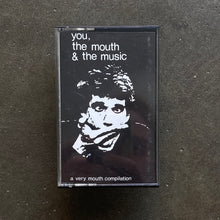 you,
the mouth
& the music
a very mouth compilation